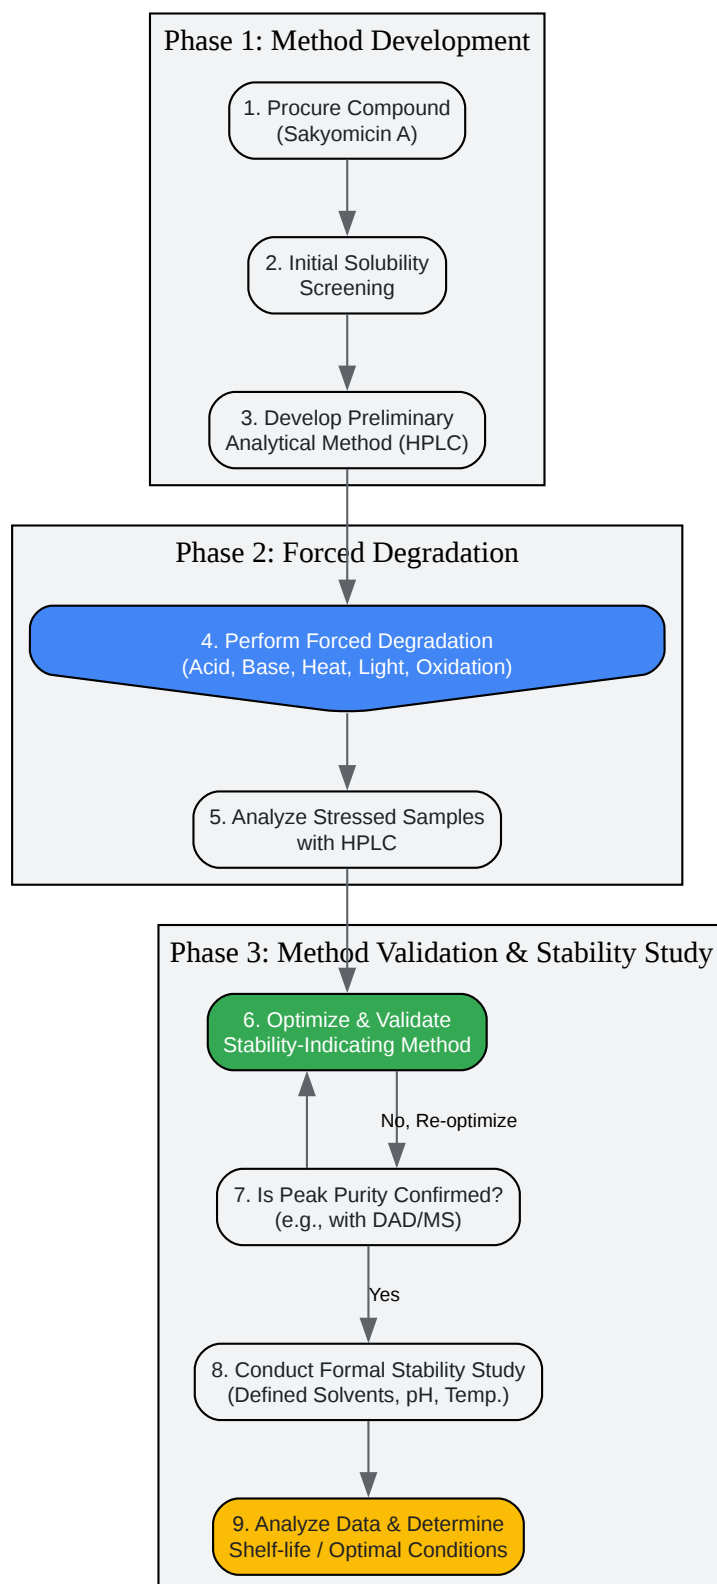 Phase 1: Method Development
1. Procure Compound
(Sakyomicin A)
2. Initial Solubility
Screening
3. Develop Preliminary
Analytical Method (HPLC)
Phase 2: Forced Degradation
4. Perform Forced Degradation
(Acid, Base, Heat, Light, Oxidation)
5. Analyze Stressed Samples
with HPLC
Phase 3: Method Validation & Stability Study
6. Optimize & Validate
Stability-Indicating Method
No, Re-optimize
7. Is Peak Purity Confirmed?
(e.g., with DAD/MS)
Yes
8. Conduct Formal Stability Study
(Defined Solvents, pH, Temp.)
9. Analyze Data & Determine
Shelf-life / Optimal Conditions